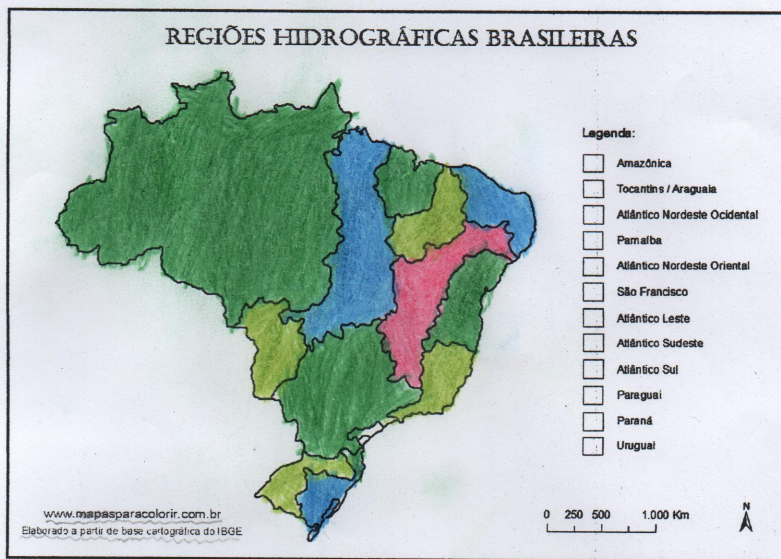 REGIÕES HIDROGRÁFICAS BRASILEIRAS
Legenda:
Amazônica
Tocantins / Araguaia
Atlântico Nordeste Ocidental
Parnaíba
Atlântico Nordeste Oriental
São Francisco
Atlântico Leste
Atlântico Sudeste
Atlântico Sul
Paraguai
Paraná
Uruguai
www.mapasparacolorir.com.br
Elaborado a partir de base cartográfica do IBGE
0 250 500 1.000 Km
N